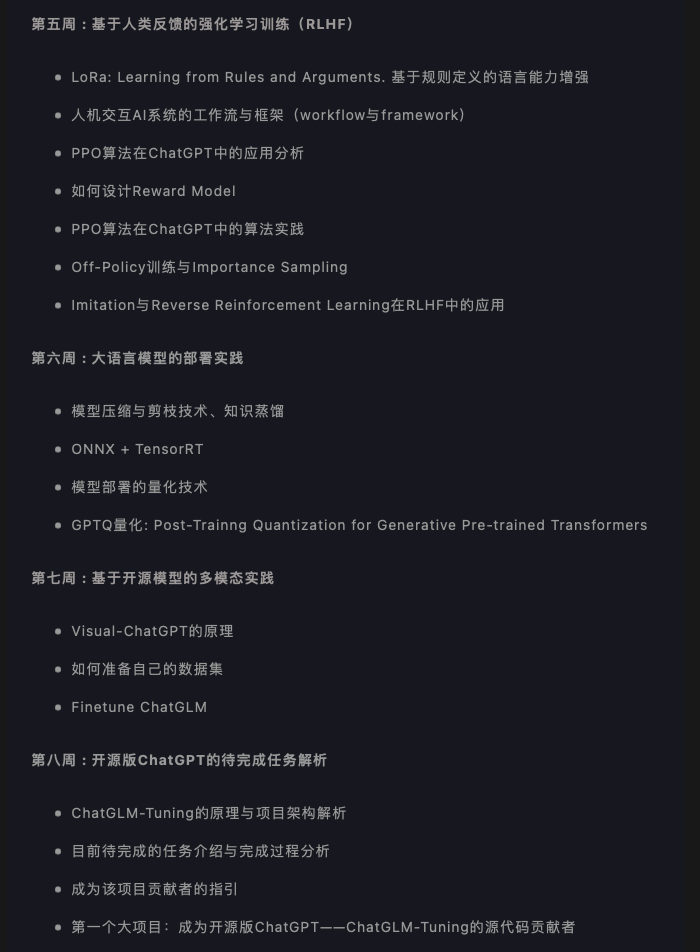 第五周：基于人类反馈的强化学习训练（RLHF）
LoRa: Learning from Rules and Arguments. 基于规则定义的语言能力增强
人机交互AI系统的工作流与框架（workflow与framework）
PPO算法在ChatGPT中的应用分析
如何设计Reward Model
PPO算法在ChatGPT中的算法实践
Off-Policy训练与Importance Sampling
Imitation与Reverse Reinforcement Learning在RLHF中的应用
第六周：大语言模型的部署实践
模型压缩与剪枝技术、知识蒸馏
ONNX + TensorRT
模型部署的量化技术
GPTQ量化: Post-Trainng Quantization for Generative Pre-trained Transformers
第七周：基于开源模型的多模态实践
Visual-ChatGPT的原理
如何准备自己的数据集
Finetune ChatGLM
第八周：开源版ChatGPT的待完成任务解析
ChatGLM-Tuning的原理与项目架构解析
目前待完成的任务介绍与完成过程分析
成为该项目贡献者的指引
第一个大项目：成为开源版ChatGPT——ChatGLM-Tuning的源代码贡献者